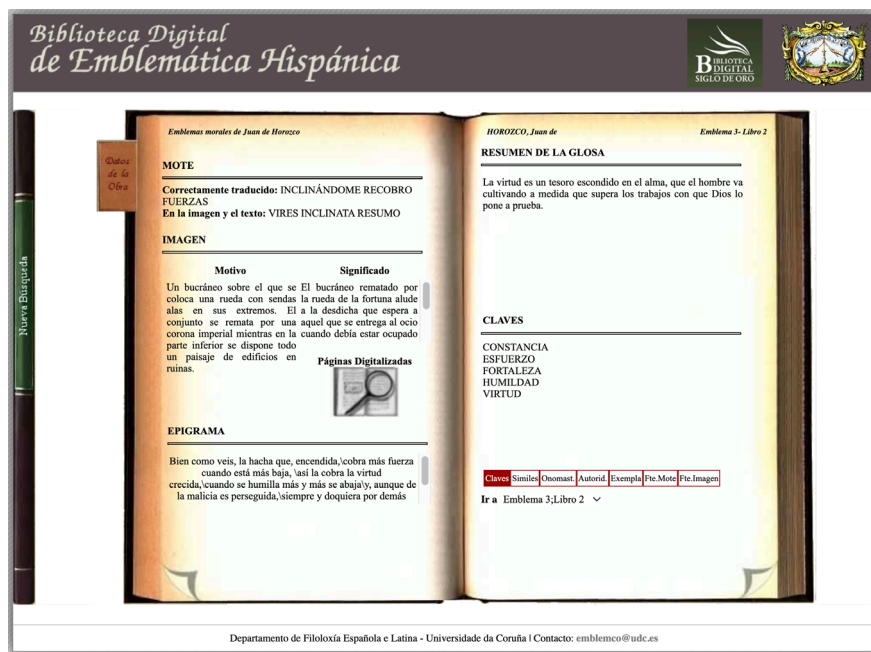 Biblioteca Digital
de Emblemática Hispánica
BIBLIOTECA
DIGITAL
SIGLO DE ORO
Nueva Búsqueda
Datos
de la
Obra
Emblemas morales de Juan de Horozco
MOTE
Correctamente traducido: INCLINÁNDOME RECOBRO
FUERZAS
En la imagen y el texto: VIRES INCLINATA RESUMO
IMAGEN
Motivo
Un bucráneo sobre el que se
coloca una rueda con sendas
alas en sus extremos. El
conjunto se remata por una
corona imperial mientras en la
parte inferior se dispone todo
un paisaje de edificios en
ruinas.
Significado
El bucráneo rematado por
la rueda de la fortuna alude
a la desdicha que espera a
aquel que se entrega al ocio
cuando debía estar ocupado
Páginas Digitalizadas
EPIGRAMA
Bien como veis, la hacha que, encendida,\cobra más fuerza
cuando está más baja, \así la cobra la virtud
crecida,\cuando se humilla más y más se abaja\y, aunque de
la malicia es perseguida,\siempre y doquiera por demás
HOROZCO, Juan de
Emblema 3- Libro 2
RESUMEN DE LA GLOSA
La virtud es un tesoro escondido en el alma, que el hombre va
cultivando a medida que supera los trabajos con que Dios lo
pone a prueba.
CLAVES
CONSTANCIA
ESFUERZO
FORTALEZA
HUMILDAD
VIRTUD
Claves Similes Onomast. Autorid. Exempla Fte.Mote Fte.Imagen
Ir a Emblema 3;Libro 2
Departamento de Filoloxía Española e Latina - Universidade da Coruña | Contacto: emblemco@udc.es